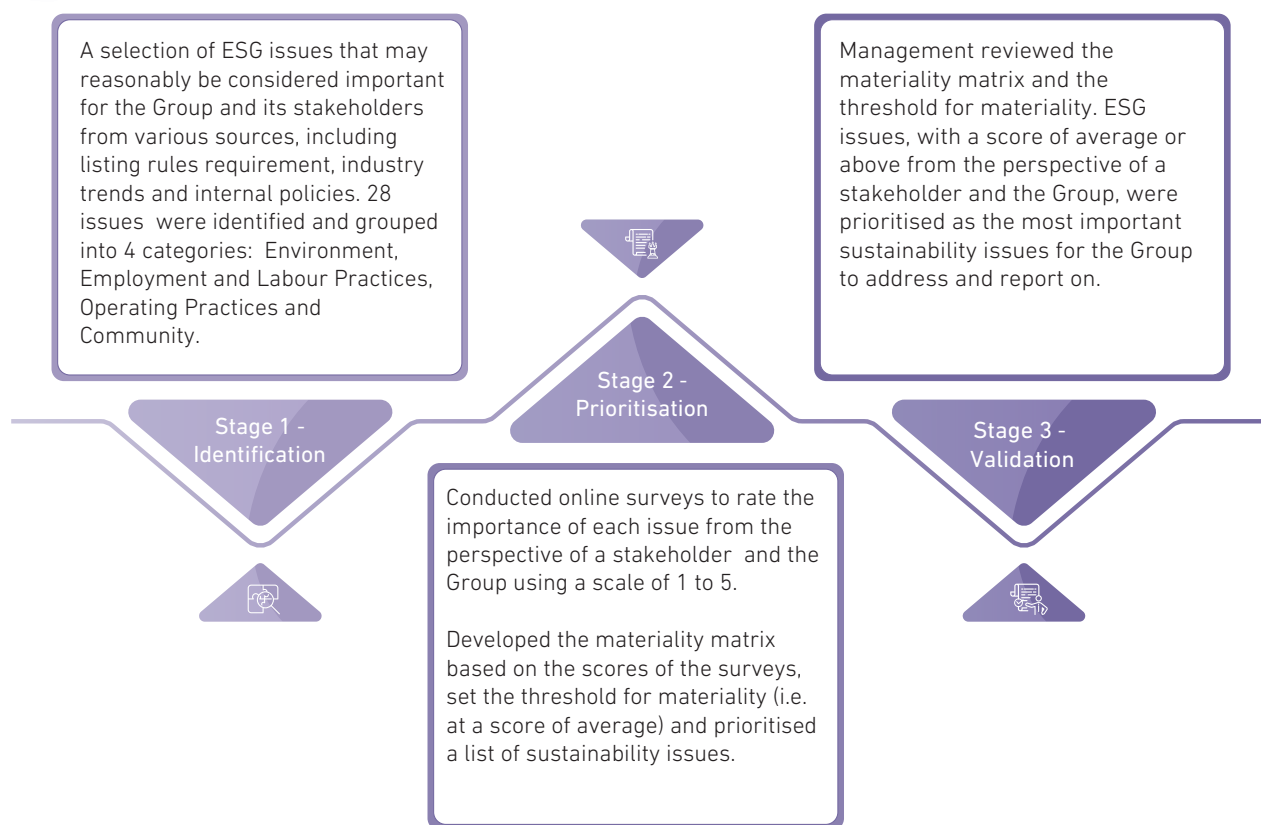 A selection of ESG issues that may
reasonably be considered important
for the Group and its stakeholders
from various sources, including
listing rules requirement, industry
trends and internal policies. 28
issues were identified and grouped
into 4 categories: Environment,
Employment and Labour Practices,
Operating Practices and
Community.
Stage 1 -
Identification
Stage 2 -
Prioritisation
Conducted online surveys to rate the
importance of each issue from the
perspective of a stakeholder and the
Group using a scale of 1 to 5.
Developed the materiality matrix
based on the scores of the surveys,
set the threshold for materiality (i.e.
at a score of average) and prioritised
a list of sustainability issues.
Management reviewed the
materiality matrix and the
threshold for materiality. ESG
issues, with a score of average or
above from the perspective of a
stakeholder and the Group, were
prioritised as the most important
sustainability issues for the Group
to address and report on.
Stage 3 -
Validation